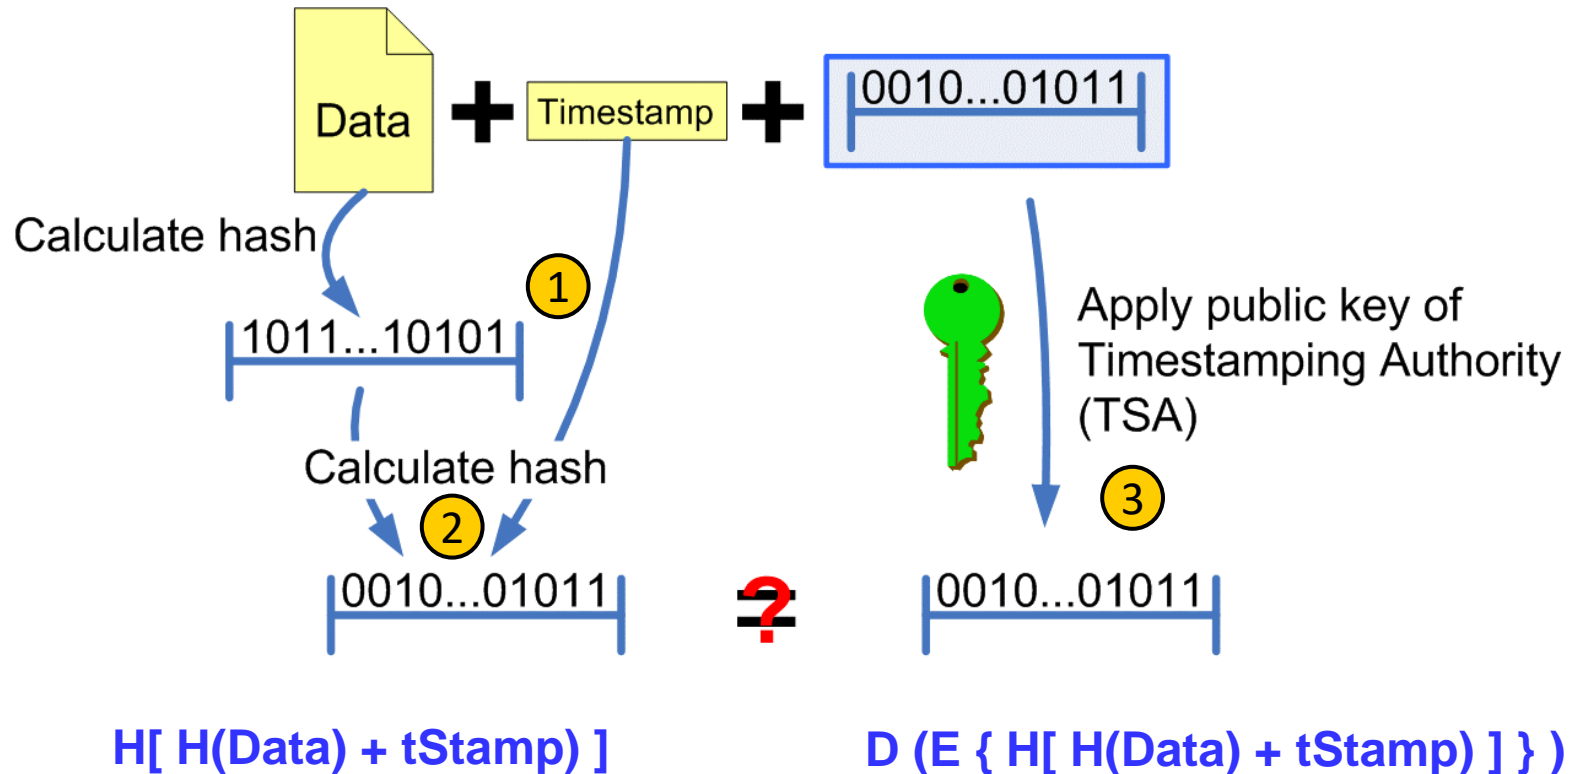 Data + Timestamp + 0010...01011
Calculate hash
1
1011...10101
Apply public key of
Timestamping Authority
(TSA)
Calculate hash
2
3
0010...01011 =? 0010...01011
H[ H(Data) + tStamp) ]
D (E { H[ H(Data) + tStamp) ] } )